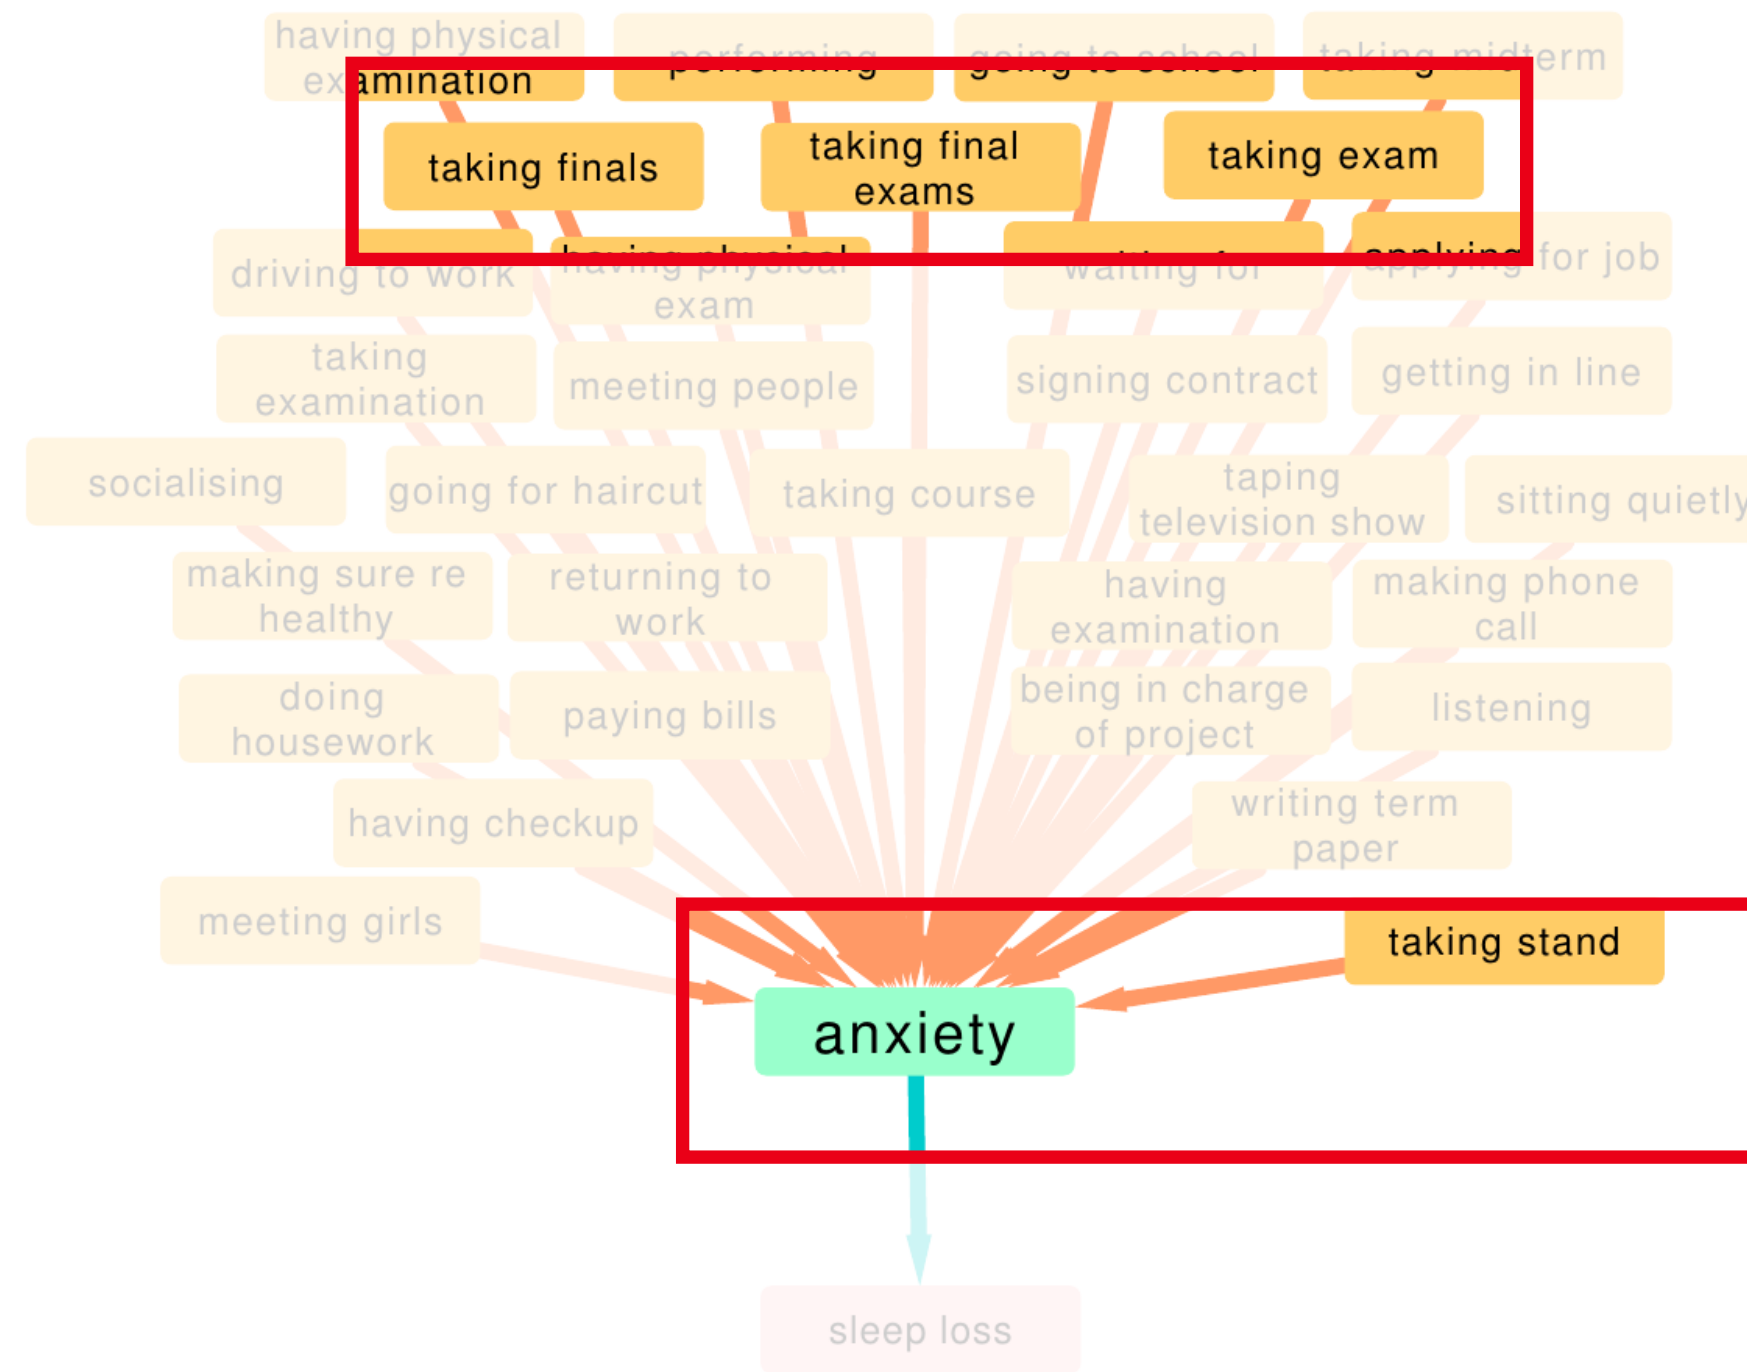 having physical
examination
performing
going to school
taking midterm
taking finals
taking final
exams
taking exam
driving to work
having physical
exam
waiting for
applying for job
taking
examination
meeting people
signing contract
getting in line
socialising
going for haircut
taking course
taping
television show
sitting quietly
making sure re
healthy
returning to
work
having
examination
making phone
call
doing
housework
paying bills
being in charge
of project
listening
having checkup
writing term
paper
meeting girls
taking stand
anxiety
sleep loss